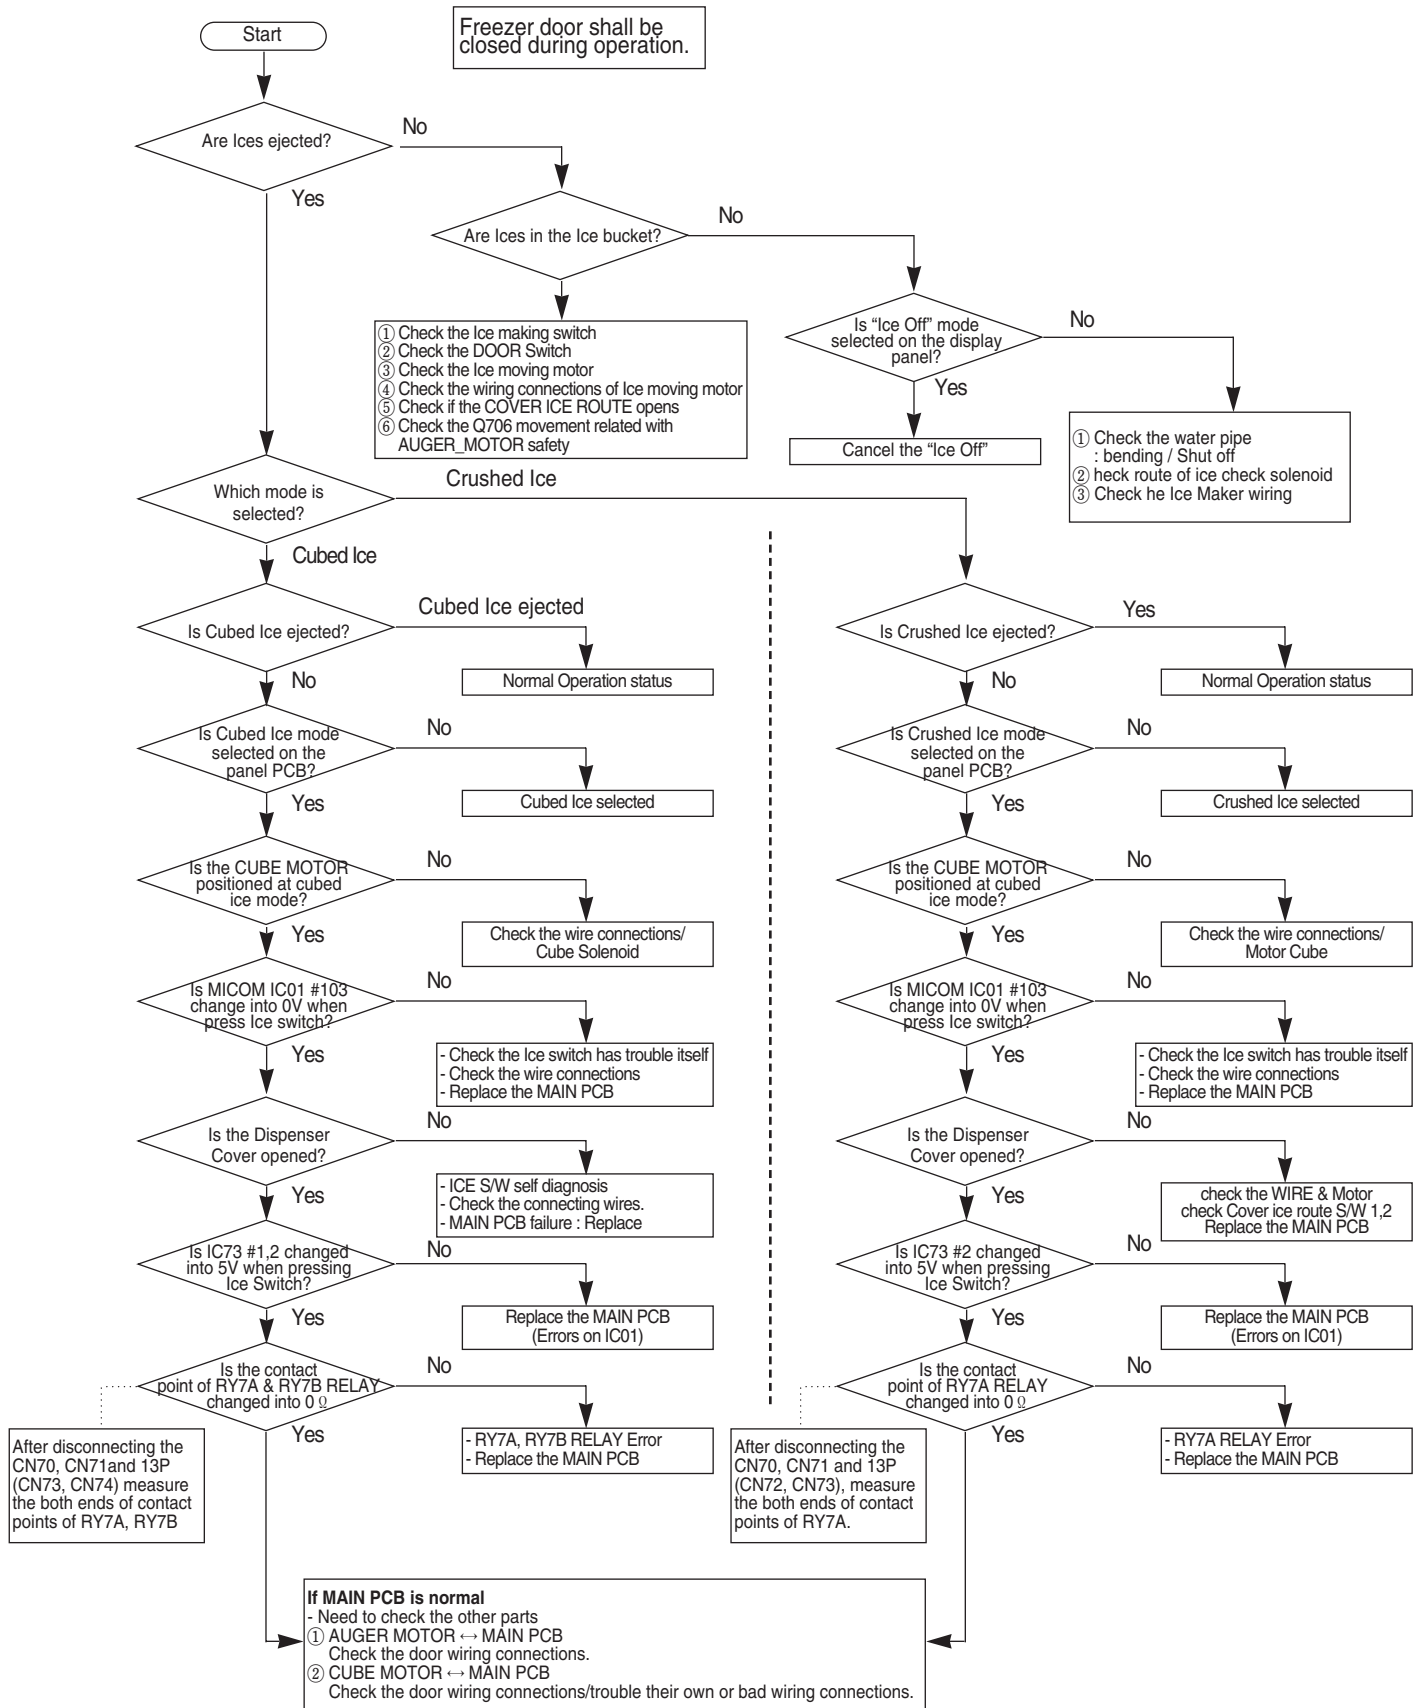 Start
Freezer door shall be
closed during operation.
Are Ices ejected?
No
Yes
Are Ices in the Ice bucket?
No
① Check the Ice making switch
② Check the DOOR Switch
③ Check the Ice moving motor
④ Check the wiring connections of Ice moving motor
⑤ Check if the COVER ICE ROUTE opens
⑥ Check the Q706 movement related with
AUGER_MOTOR safety
Is “Ice Off” mode
selected on the display
panel?
No
Yes
Cancel the “Ice Off”
① Check the water pipe
: bending / Shut off
② heck route of ice check solenoid
③ Check he Ice Maker wiring
Which mode is
selected?
Crushed Ice
Cubed Ice
Is Cubed Ice ejected?
Cubed Ice ejected
Normal Operation status
No
Is Cubed Ice mode
selected on the
panel PCB?
No
Cubed Ice selected
Yes
Is the CUBE MOTOR
positioned at cubed
ice mode?
No
Check the wire connections/
Cube Solenoid
Yes
Is MICOM IC01 #103
change into 0V when
press Ice switch?
No
- Check the Ice switch has trouble itself
- Check the wire connections
- Replace the MAIN PCB
Yes
Is the Dispenser
Cover opened?
No
- ICE S/W self diagnosis
- Check the connecting wires.
- MAIN PCB failure : Replace
Yes
Is IC73 #1,2 changed
into 5V when pressing
Ice Switch?
No
Replace the MAIN PCB
(Errors on IC01)
Yes
Is the contact
point of RY7A & RY7B RELAY
changed into 0 Ω
No
- RY7A, RY7B RELAY Error
- Replace the MAIN PCB
Yes
After disconnecting the
CN70, CN71and 13P
(CN73, CN74) measure
the both ends of contact
points of RY7A, RY7B
Is Crushed Ice ejected?
Yes
Normal Operation status
No
Is Crushed Ice mode
selected on the
panel PCB?
No
Crushed Ice selected
Yes
Is the CUBE MOTOR
positioned at cubed
ice mode?
No
Check the wire connections/
Motor Cube
Yes
Is MICOM IC01 #103
change into 0V when
press Ice switch?
No
- Check the Ice switch has trouble itself
- Check the wire connections
- Replace the MAIN PCB
Yes
Is the Dispenser
Cover opened?
No
check the WIRE & Motor
check Cover ice route S/W 1,2
Replace the MAIN PCB
Yes
Is IC73 #2 changed
into 5V when pressing
Ice Switch?
No
Replace the MAIN PCB
(Errors on IC01)
Yes
Is the contact
point of RY7A RELAY
changed into 0 Ω
No
- RY7A RELAY Error
- Replace the MAIN PCB
Yes
After disconnecting the
CN70, CN71 and 13P
(CN72, CN73), measure
the both ends of contact
points of RY7A.
If MAIN PCB is normal
- Need to check the other parts
① AUGER MOTOR ↔ MAIN PCB
Check the door wiring connections.
② CUBE MOTOR ↔ MAIN PCB
Check the door wiring connections/trouble their own or bad wiring connections.